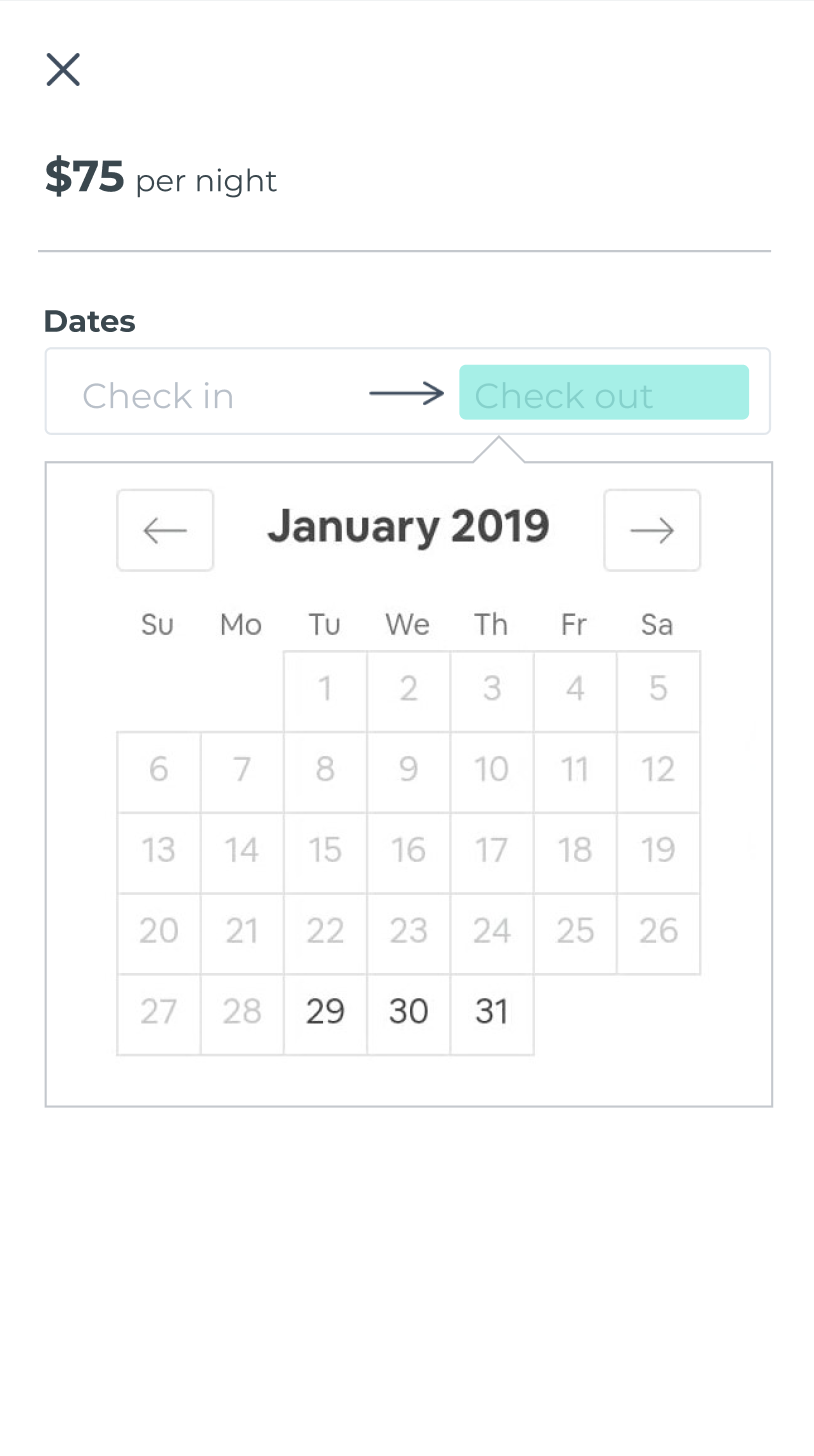 $75 per night
Dates
Check in Check out
January 2019
Su Mo Tu We Th Fr Sa
1 2 3 4 5
6 7 8 9 10 11 12
13 14 15 16 17 18 19
20 21 22 23 24 25 26
27 28 29 30 31